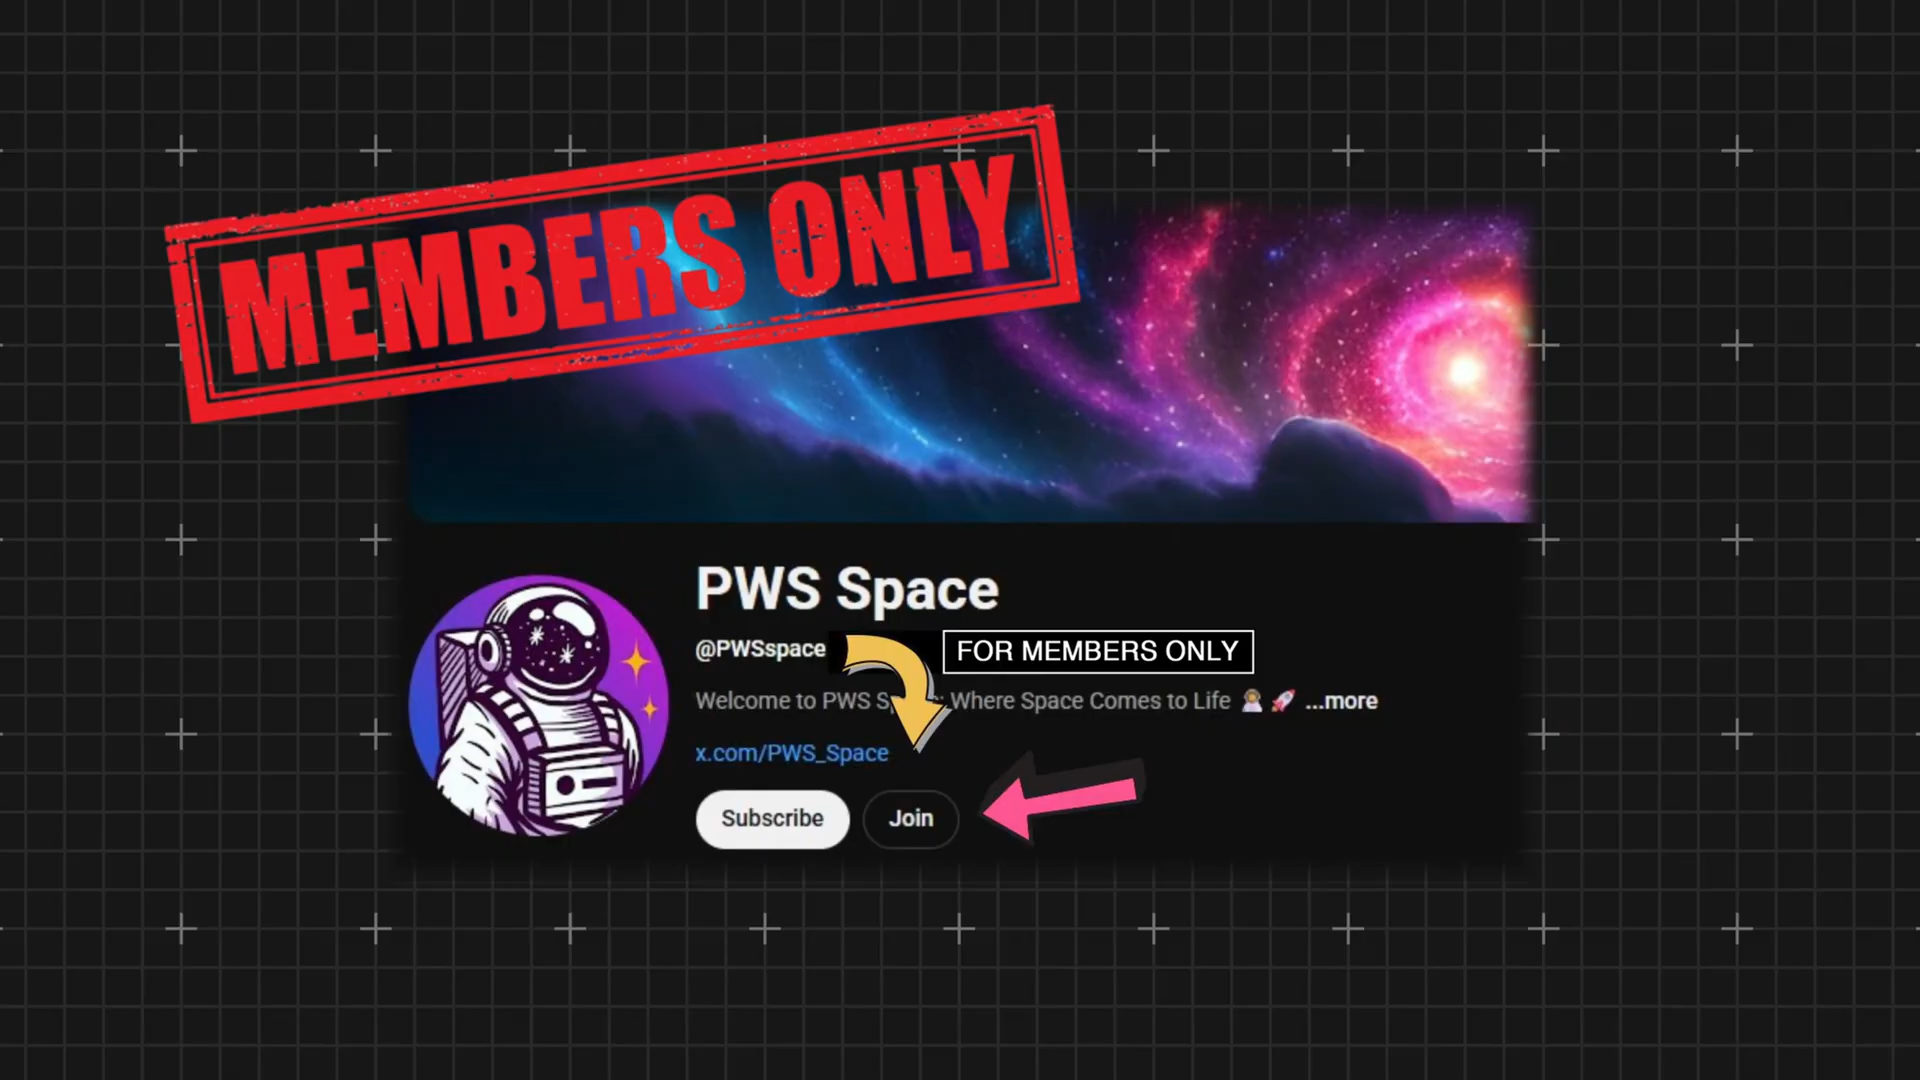 MEMBERS ONLY
PWS Space
@PWSspace
FOR MEMBERS ONLY
Welcome to PWS : Where Space Comes to Life 👩🏽‍🚀 🚀 ...more
x.com/PWS_Space
Subscribe
Join